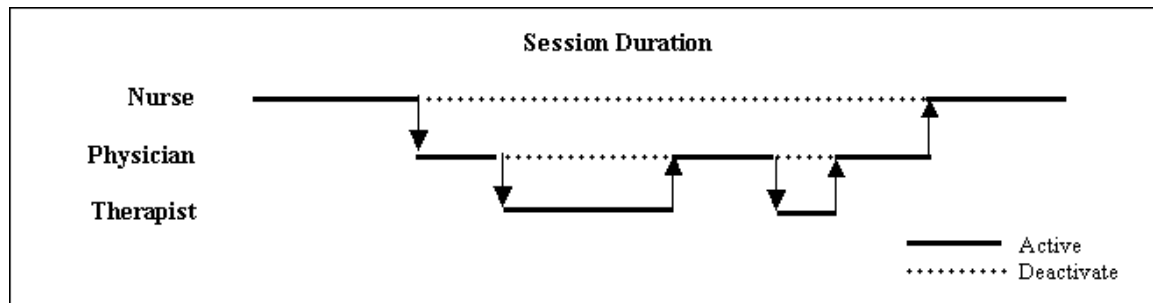 Session Duration
Nurse
Physician
Therapist
Active
Deactivate